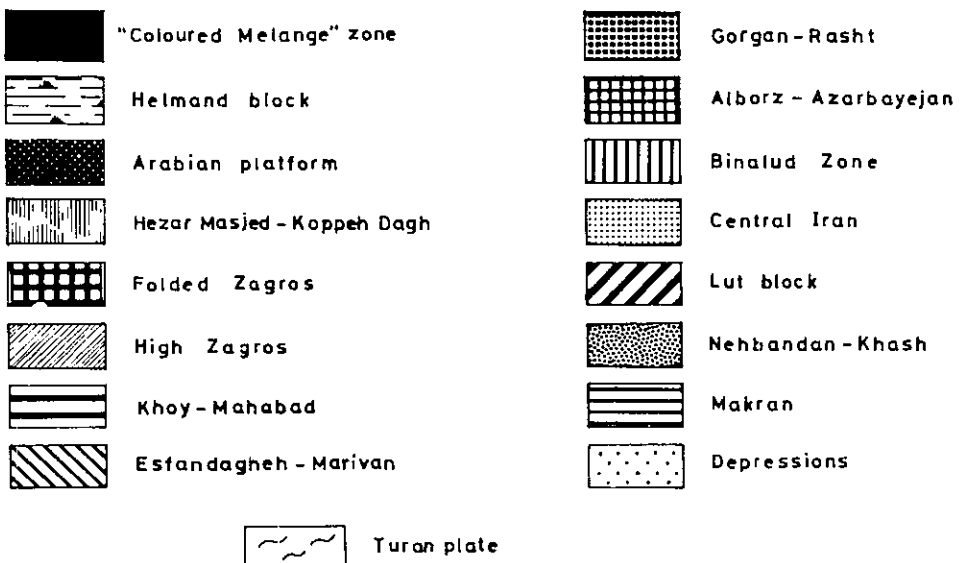 "Coloured Melange" zone
Helmand block
Arabian platform
Hezar Masjed - Koppeh Dagh
Folded Zagros
High Zagros
Khoy - Mahabad
Esfandagheh - Marivan
Gorgan - Rasht
Alborz - Azarbayejan
Binalud Zone
Central Iran
Lut block
Nehbandan - Khash
Makran
Depressions
Turan plate